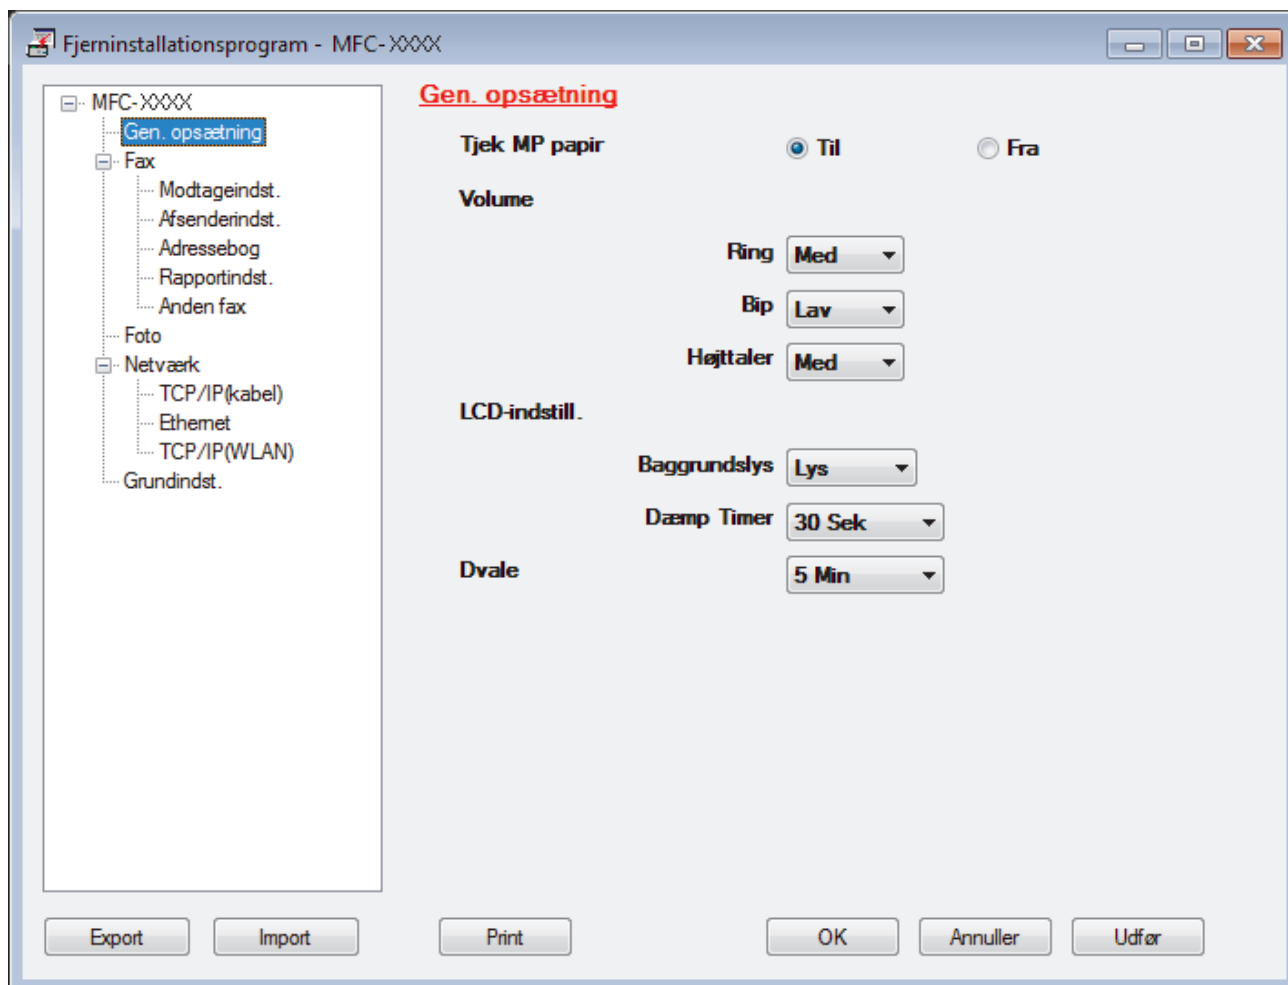 Fjerninstallationsprogram - MFC-XXXX
MFC-XXXX
Gen. opsætning
Fax
Modtageindst.
Afsenderindst.
Adressebog
Rapportindst.
Anden fax
Foto
Netværk
TCP/IP(kabel)
Ethernet
TCP/IP(WLAN)
Grundindst.
Gen. opsætning
Tjek MP papir Til Fra
Volume
Ring Med
Bip Lav
Højttaler Med
LCD-indstill.
Baggrundslys Lys
Dæmp Timer 30 Sek
Dvale 5 Min
Export Import Print OK Annuller Udfør